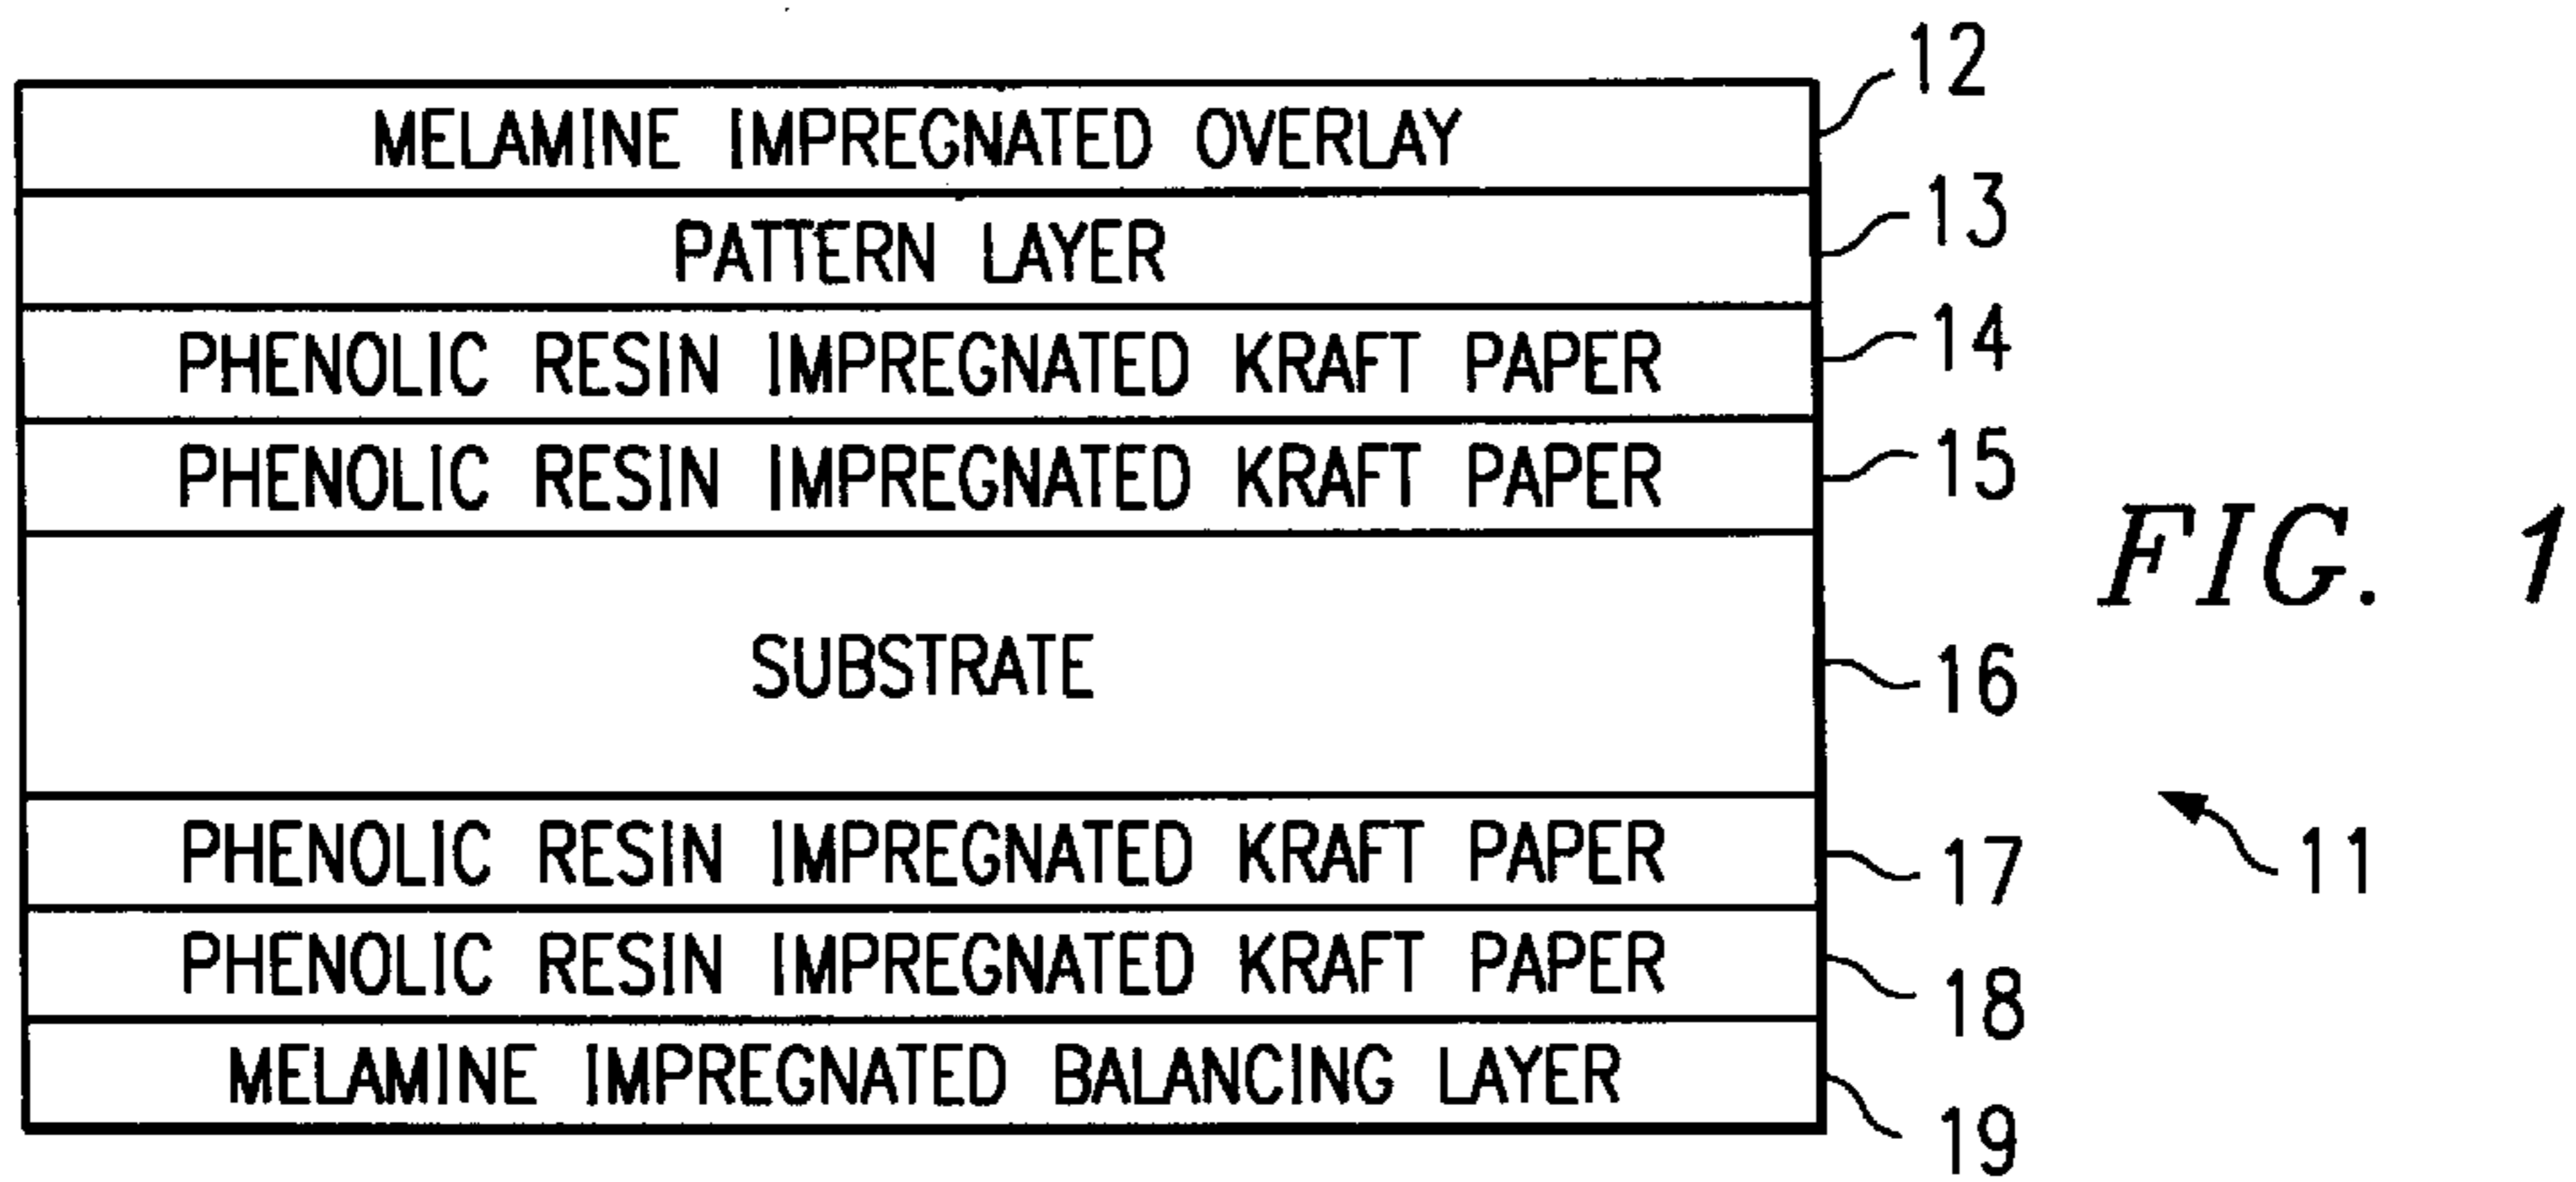 MELAMINE IMPREGNATED OVERLAY 12
PATTERN LAYER 13
PHENOLIC RESIN IMPREGNATED KRAFT PAPER 14
PHENOLIC RESIN IMPREGNATED KRAFT PAPER 15
FIG. 1
SUBSTRATE 16
PHENOLIC RESIN IMPREGNATED KRAFT PAPER 17
11
PHENOLIC RESIN IMPREGNATED KRAFT PAPER 18
MELAMINE IMPREGNATED BALANCING LAYER 19